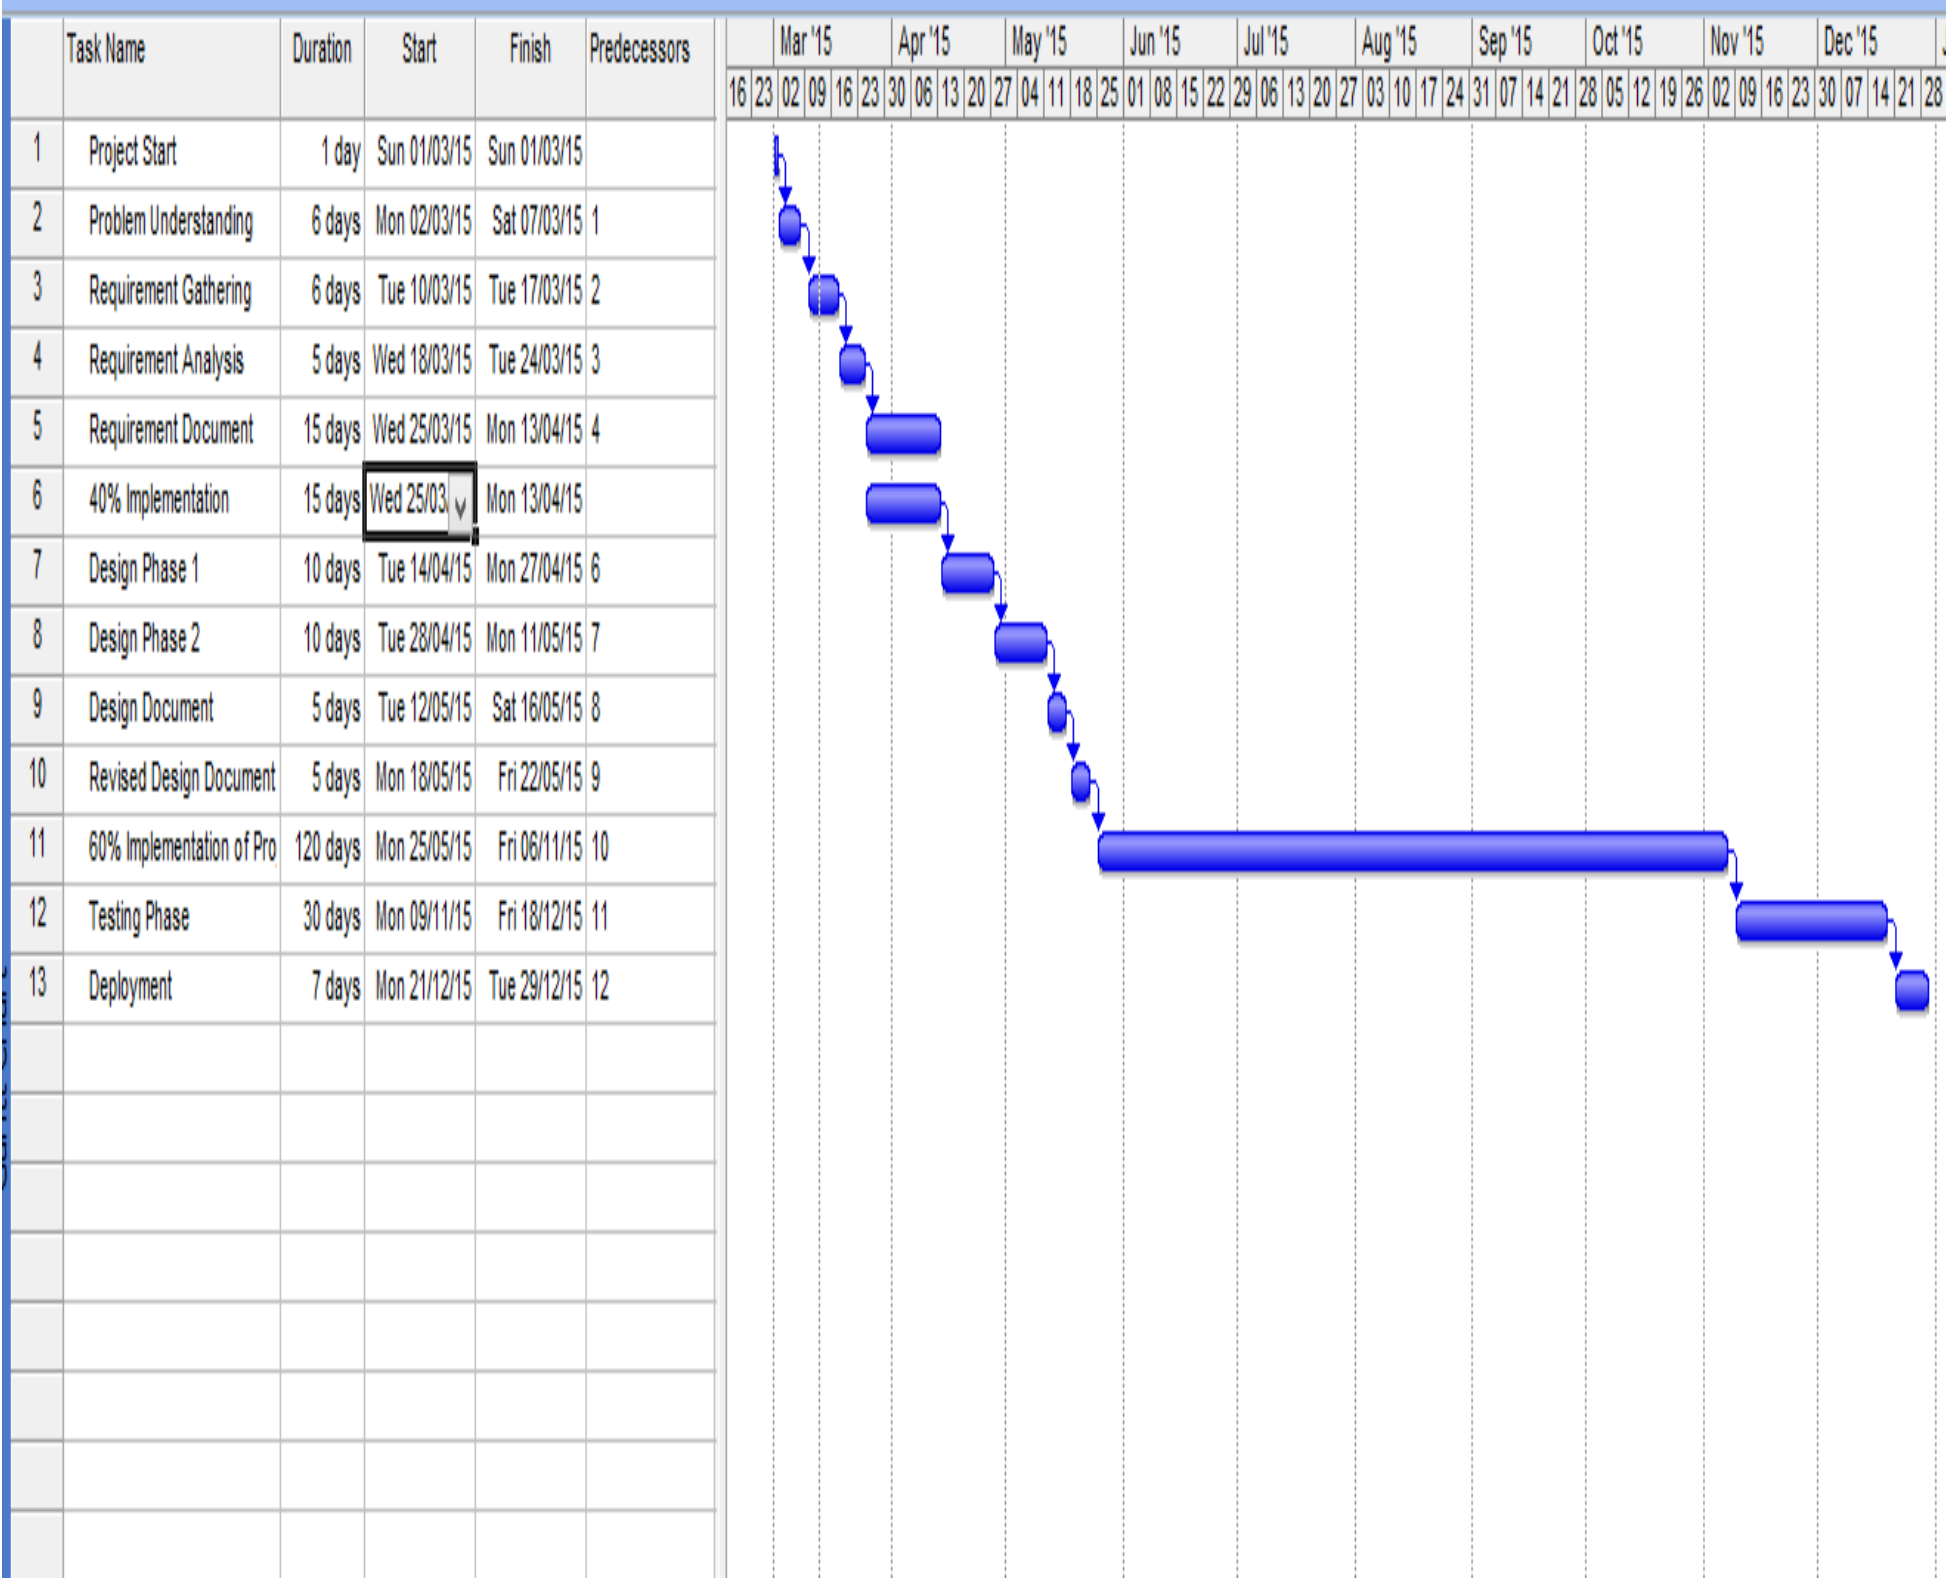 Task Name Duration Start Finish Predecessors
Mar '15 Apr '15 May '15 Jun '15 Jul '15 Aug '15 Sep '15 Oct '15 Nov '15 Dec '15
16 23 02 09 16 23 30 06 13 20 27 04 11 18 25 01 08 15 22 29 06 13 20 27 03 10 17 24 31 07 14 21 28 05 12 19 26 02 09 16 23 30 07 14 21 28
1 Project Start 1 day Sun 01/03/15 Sun 01/03/15
2 Problem Understanding 6 days Mon 02/03/15 Sat 07/03/15 1
3 Requirement Gathering 6 days Tue 10/03/15 Tue 17/03/15 2
4 Requirement Analysis 5 days Wed 18/03/15 Tue 24/03/15 3
5 Requirement Document 15 days Wed 25/03/15 Mon 13/04/15 4
6 40% Implementation 15 days Wed 25/03 Mon 13/04/15
7 Design Phase 1 10 days Tue 14/04/15 Mon 27/04/15 6
8 Design Phase 2 10 days Tue 28/04/15 Mon 11/05/15 7
9 Design Document 5 days Tue 12/05/15 Sat 16/05/15 8
10 Revised Design Document 5 days Mon 18/05/15 Fri 22/05/15 9
11 60% Implementation of Pro 120 days Mon 25/05/15 Fri 06/11/15 10
12 Testing Phase 30 days Mon 09/11/15 Fri 18/12/15 11
13 Deployment 7 days Mon 21/12/15 Tue 29/12/15 12